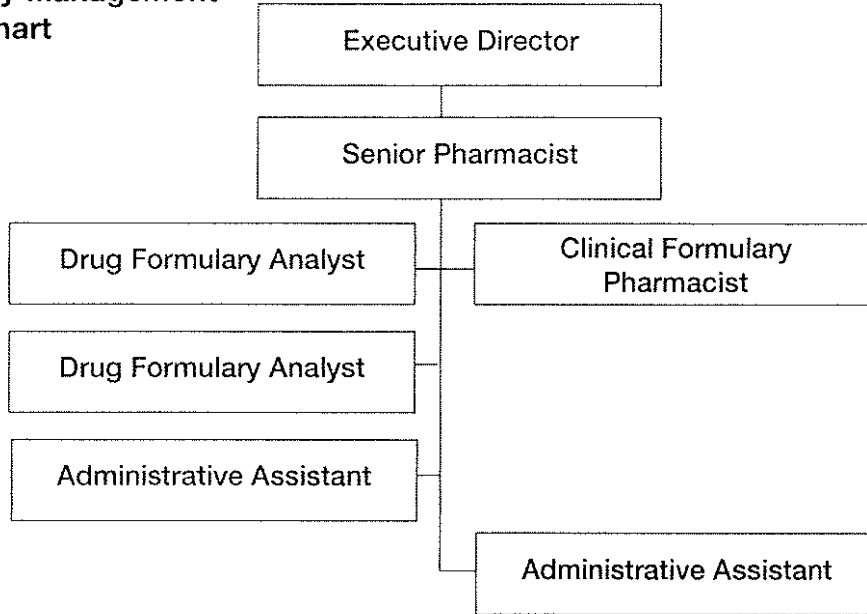 Management
Executive Director
Senior Pharmacist
Drug Formulary Analyst
Clinical Formulary
Pharmacist
Drug Formulary Analyst
Administrative Assistant
Administrative Assistant